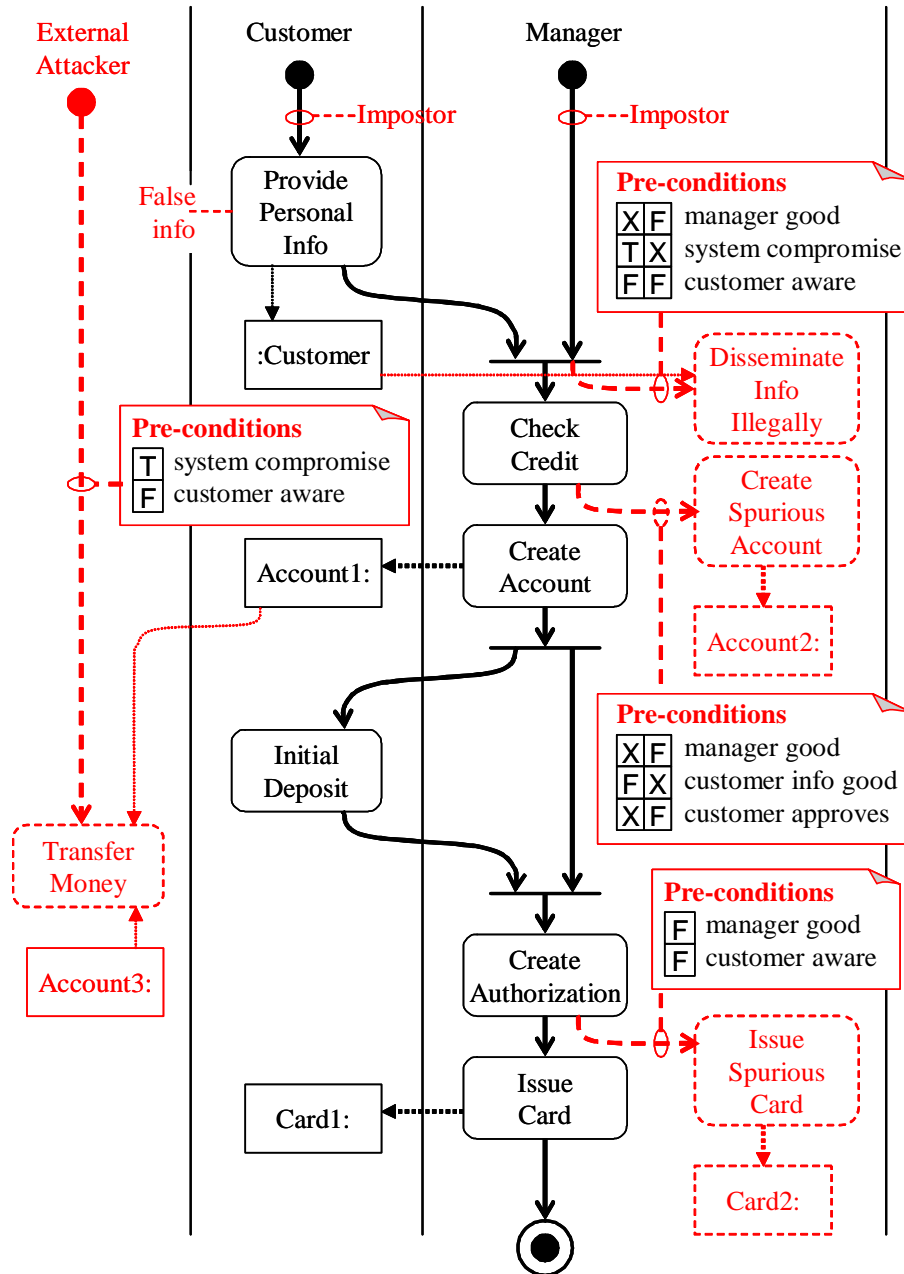 External
Attacker
Customer
Manager
Impostor
Impostor
False
info
Provide
Personal
Info
Pre-conditions
X F manager good
T X system compromise
F F customer aware
:Customer
Disseminate
Info
Illegally
Pre-conditions
T system compromise
F customer aware
Check
Credit
Create
Spurious
Account
Account1:
Create
Account
Account2:
Initial
Deposit
Pre-conditions
X F manager good
F X customer info good
X F customer approves
Transfer
Money
Pre-conditions
F manager good
F customer aware
Account3:
Create
Authorization
Issue
Spurious
Card
Card1:
Issue
Card
Card2: